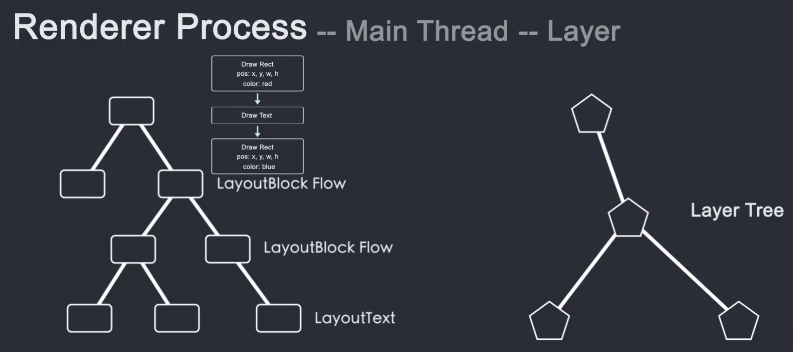 Renderer Process -- Main Thread -- Layer
Draw Rect
pos: x, y, w, h
color: red
Draw Text
Draw Rect
pos: x, y, w, h
color: blue
LayoutBlock Flow
LayoutBlock Flow
LayoutText
Layer Tree